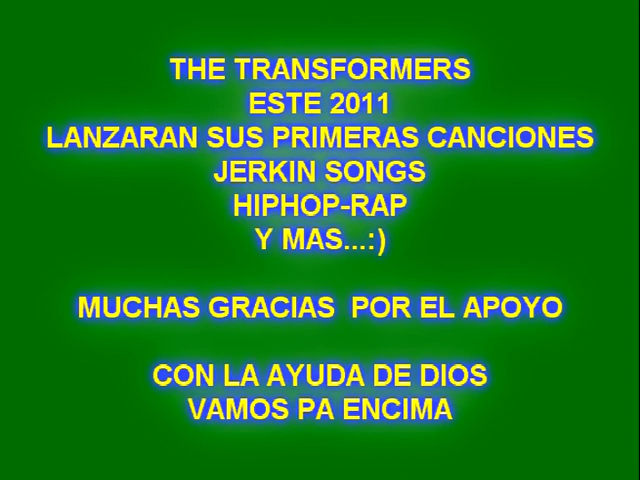 THE TRANSFORMERS
ESTE 2011
LANZARAN SUS PRIMERAS CANCIONES
JERKIN SONGS
HIPHOP-RAP
Y MAS...:)
MUCHAS GRACIAS  POR EL APOYO
CON LA AYUDA DE DIOS
VAMOS PA ENCIMA